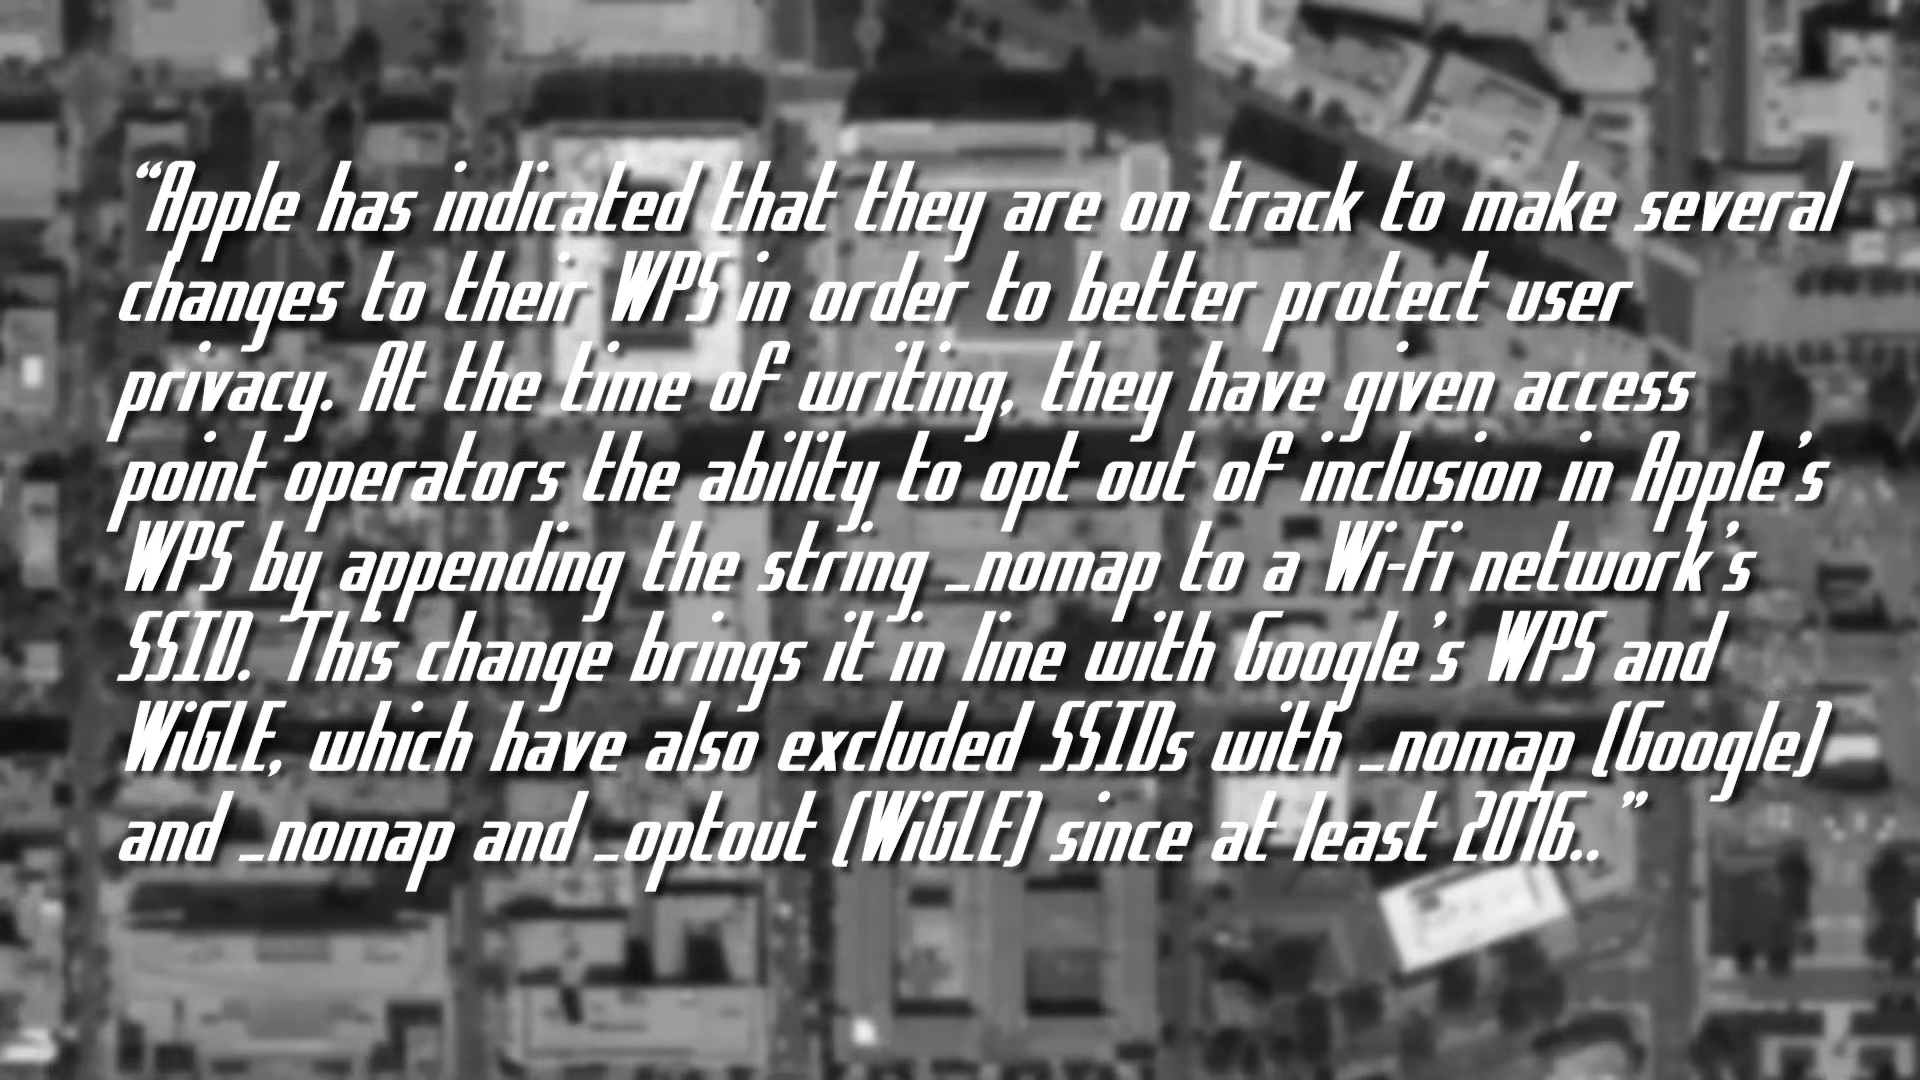 “Apple has indicated that they are on track to make several
changes to their WPS in order to better protect user
privacy. At the time of writing, they have given access
point operators the ability to opt out of inclusion in Apple’s
WPS by appending the string _nomap to a Wi-Fi network’s
SSID. This change brings it in line with Google’s WPS and
WiGLE, which have also excluded SSIDs with _nomap (Google)
and _nomap and _optout (WiGLE) since at least 2016..”